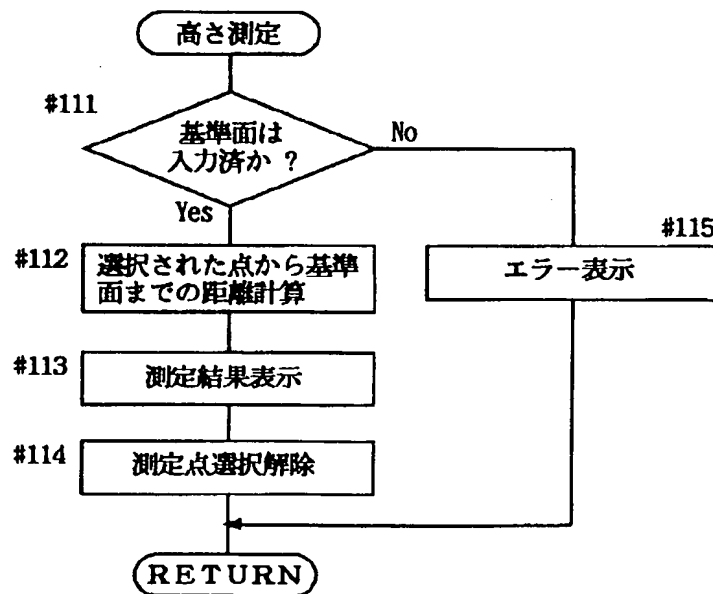 高さ測定
#111
基準面は
入力済か ?
No
Yes
#115
#112
選択された点から基準
面までの距離計算
エラー表示
#113
測定結果表示
#114
測定点選択解除
RETURN